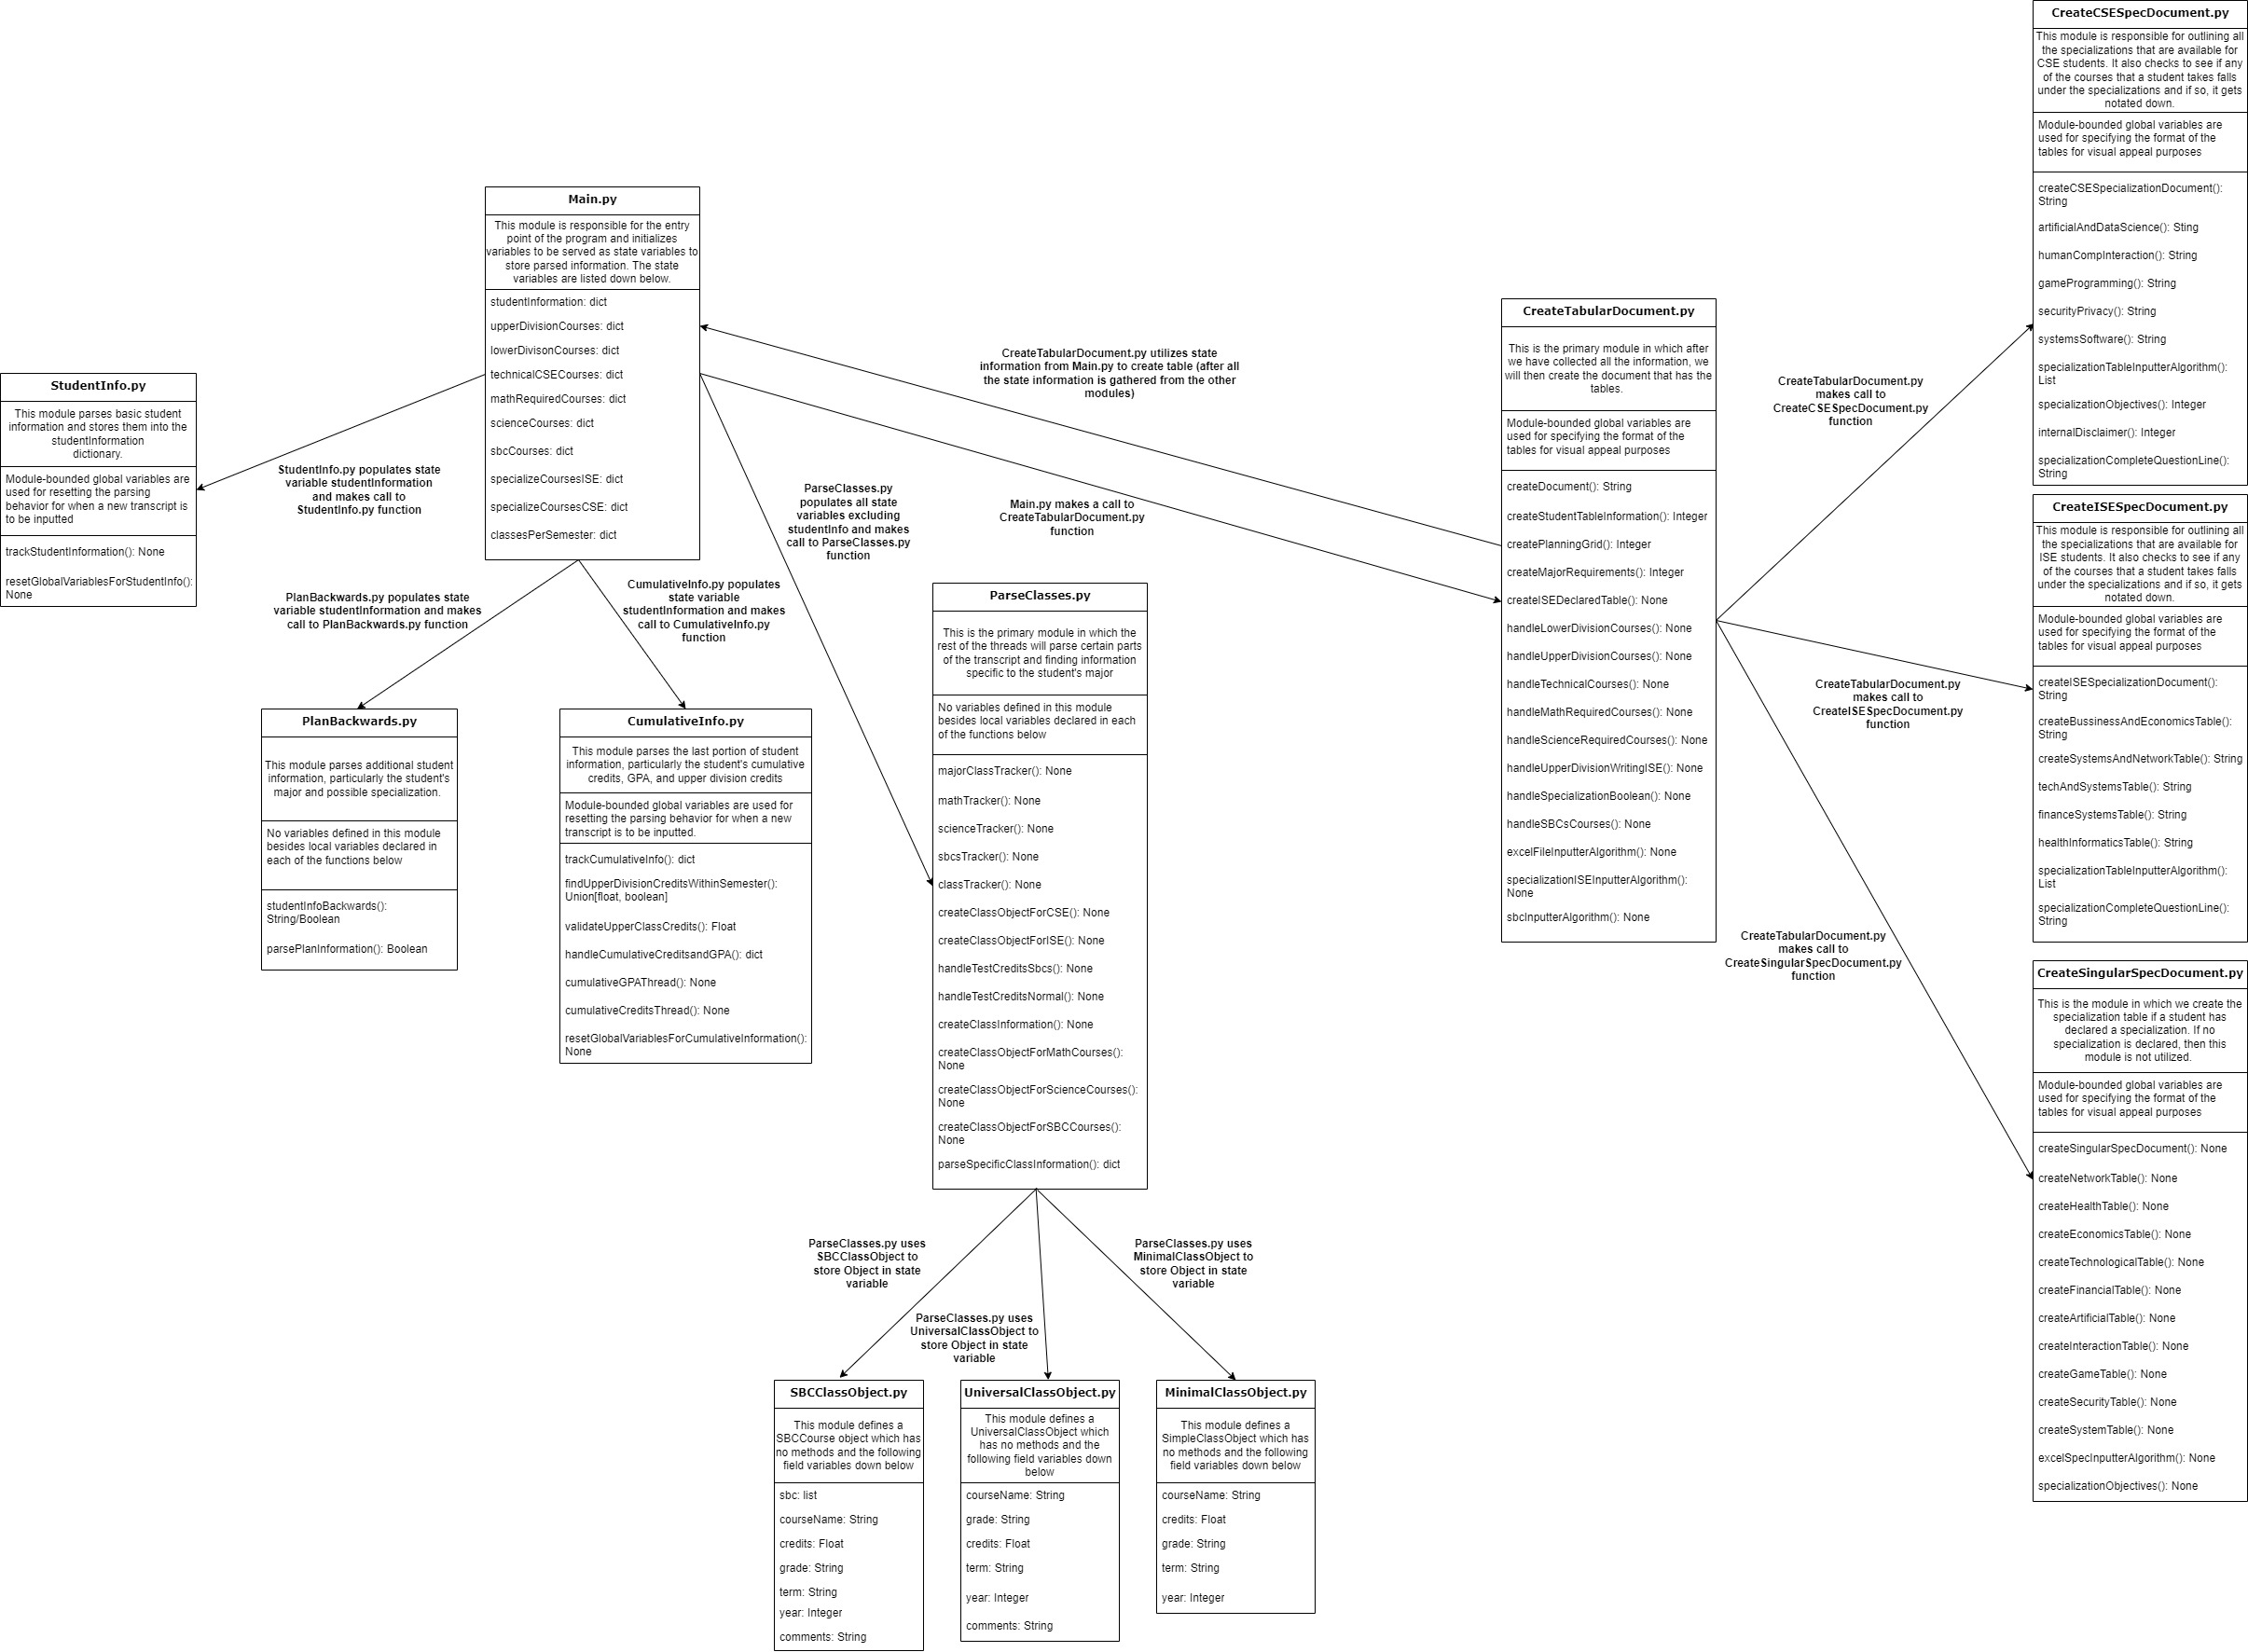 CreateCSESpecDocument.py
This module is responsible for outlining all
the specializations that are available for
CSE students. It also checks to see if any
of the courses that a student takes falls
under the specializations and if so, it gets
notated down.
Module-bounded global variables are
used for specifying the format of the
tables for visual appeal purposes
createCSESpecializationDocument():
String
artificialAndDataScience(): Sting
humanCompInteraction(): String
gameProgramming(): String
securityPrivacy(): String
systemsSoftware(): String
specializationTableInputterAlgorithm():
List
specializationObjectives(): Integer
internalDisclaimer(): Integer
specializationCompleteQuestionLine():
String
Main.py
This module is responsible for the entry
point of the program and initializes
variables to be served as state variables to
store parsed information. The state
variables are listed down below.
studentInformation: dict
upperDivisionCourses: dict
lowerDivisonCourses: dict
technicalCSECourses: dict
mathRequiredCourses: dict
scienceCourses: dict
sbcCourses: dict
specializeCoursesISE: dict
specializeCoursesCSE: dict
classesPerSemester: dict
StudentInfo.py
This module parses basic student
information and stores them into the
studentInformation
dictionary.
Module-bounded global variables are
used for resetting the parsing
behavior for when a new transcript is
to be inputted
trackStudentInformation(): None
resetGlobalVariablesForStudentInfo():
None
StudentInfo.py populates state
variable studentInformation
and makes call to
StudentInfo.py function
PlanBackwards.py populates state
variable studentInformation and makes
call to PlanBackwards.py function
CumulativeInfo.py populates
state variable
studentInformation and makes
call to CumulativeInfo.py
function
ParseClasses.py
populates all state
variables excluding
studentInfo and makes
call to ParseClasses.py
function
CreateTabularDocument.py utilizes state
information from Main.py to create table (after all
the state information is gathered from the other
modules)
Main.py makes a call to
CreateTabularDocument.py
function
PlanBackwards.py
This module parses additional student
information, particularly the student's
major and possible specialization.
No variables defined in this module
besides local variables declared in
each of the functions below
studentInfoBackwards():
String/Boolean
parsePlanInformation(): Boolean
CumulativeInfo.py
This module parses the last portion of student
information, particularly the student's cumulative
credits, GPA, and upper division credits
Module-bounded global variables are used for
resetting the parsing behavior for when a new
transcript is to be inputted.
trackCumulativeInfo(): dict
findUpperDivisionCreditsWithinSemester():
Union[float, boolean]
validateUpperClassCredits(): Float
handleCumulativeCreditsandGPA(): dict
cumulativeGPAThread(): None
cumulativeCreditsThread(): None
resetGlobalVariablesForCumulativeInformation():
None
ParseClasses.py
This is the primary module in which the
rest of the threads will parse certain parts
of the transcript and finding information
specific to the student's major
No variables defined in this module
besides local variables declared in each
of the functions below
majorClassTracker(): None
mathTracker(): None
scienceTracker(): None
sbcsTracker(): None
classTracker(): None
createClassObjectForCSE(): None
createClassObjectForISE(): None
handleTestCreditsSbcs(): None
handleTestCreditsNormal(): None
createClassInformation(): None
createClassObjectForMathCourses():
None
createClassObjectForScienceCourses():
None
createClassObjectForSBCCourses():
None
parseSpecificClassInformation(): dict
CreateTabularDocument.py
This is the primary module in which after
we have collected all the information, we
will then create the document that has the
tables.
Module-bounded global variables are
used for specifying the format of the
tables for visual appeal purposes
createDocument(): String
createStudentTableInformation(): Integer
createPlanningGrid(): Integer
createMajorRequirements(): Integer
createISEDeclaredTable(): None
handleLowerDivisionCourses(): None
handleUpperDivisionCourses(): None
handleTechnicalCourses(): None
handleMathRequiredCourses(): None
handleScienceRequiredCourses(): None
handleUpperDivisionWritingISE(): None
handleSpecializationBoolean(): None
handleSBCsCourses(): None
excelFileInputterAlgorithm(): None
specializationISEInputterAlgorithm():
None
sbcInputterAlgorithm(): None
CreateTabularDocument.py
makes call to
CreateCSESpecDocument.py
function
CreateTabularDocument.py
makes call to
CreateISESpecDocument.py
function
CreateTabularDocument.py
makes call to
CreateSingularSpecDocument.py
function
CreateISESpecDocument.py
This module is responsible for outlining all
the specializations that are available for
ISE students. It also checks to see if any
of the courses that a student takes falls
under the specializations and if so, it gets
notated down.
Module-bounded global variables are
used for specifying the format of the
tables for visual appeal purposes
createISESpecializationDocument():
String
createBussinessAndEconomicsTable():
String
createSystemsAndNetworkTable(): String
techAndSystemsTable(): String
financeSystemsTable(): String
healthInformaticsTable(): String
specializationTableInputterAlgorithm():
List
specializationCompleteQuestionLine():
String
CreateSingularSpecDocument.py
This is the module in which we create the
specialization table if a student has
declared a specialization. If no
specialization is declared, then this
module is not utilized.
Module-bounded global variables are
used for specifying the format of the
tables for visual appeal purposes
createSingularSpecDocument(): None
createNetworkTable(): None
createHealthTable(): None
createEconomicsTable(): None
createTechnologicalTable(): None
createFinancialTable(): None
createArtificialTable(): None
createInteractionTable(): None
createGameTable(): None
createSecurityTable(): None
createSystemTable(): None
excelSpecInputterAlgorithm(): None
specializationObjectives(): None
ParseClasses.py uses
SBCClassObject to
store Object in state
variable
ParseClasses.py uses
UniversalClassObject to
store Object in state
variable
ParseClasses.py uses
MinimalClassObject to
store Object in state
variable
SBCClassObject.py
This module defines a
SBCCourse object which has
no methods and the following
field variables down below
sbc: list
courseName: String
credits: Float
grade: String
term: String
year: Integer
comments: String
UniversalClassObject.py
This module defines a
UniversalClassObject which
has no methods and the
following field variables down
below
courseName: String
grade: String
credits: Float
term: String
year: Integer
comments: String
MinimalClassObject.py
This module defines a
SimpleClassObject which has
no methods and the following
field variables down below
courseName: String
credits: Float
grade: String
term: String
year: Integer